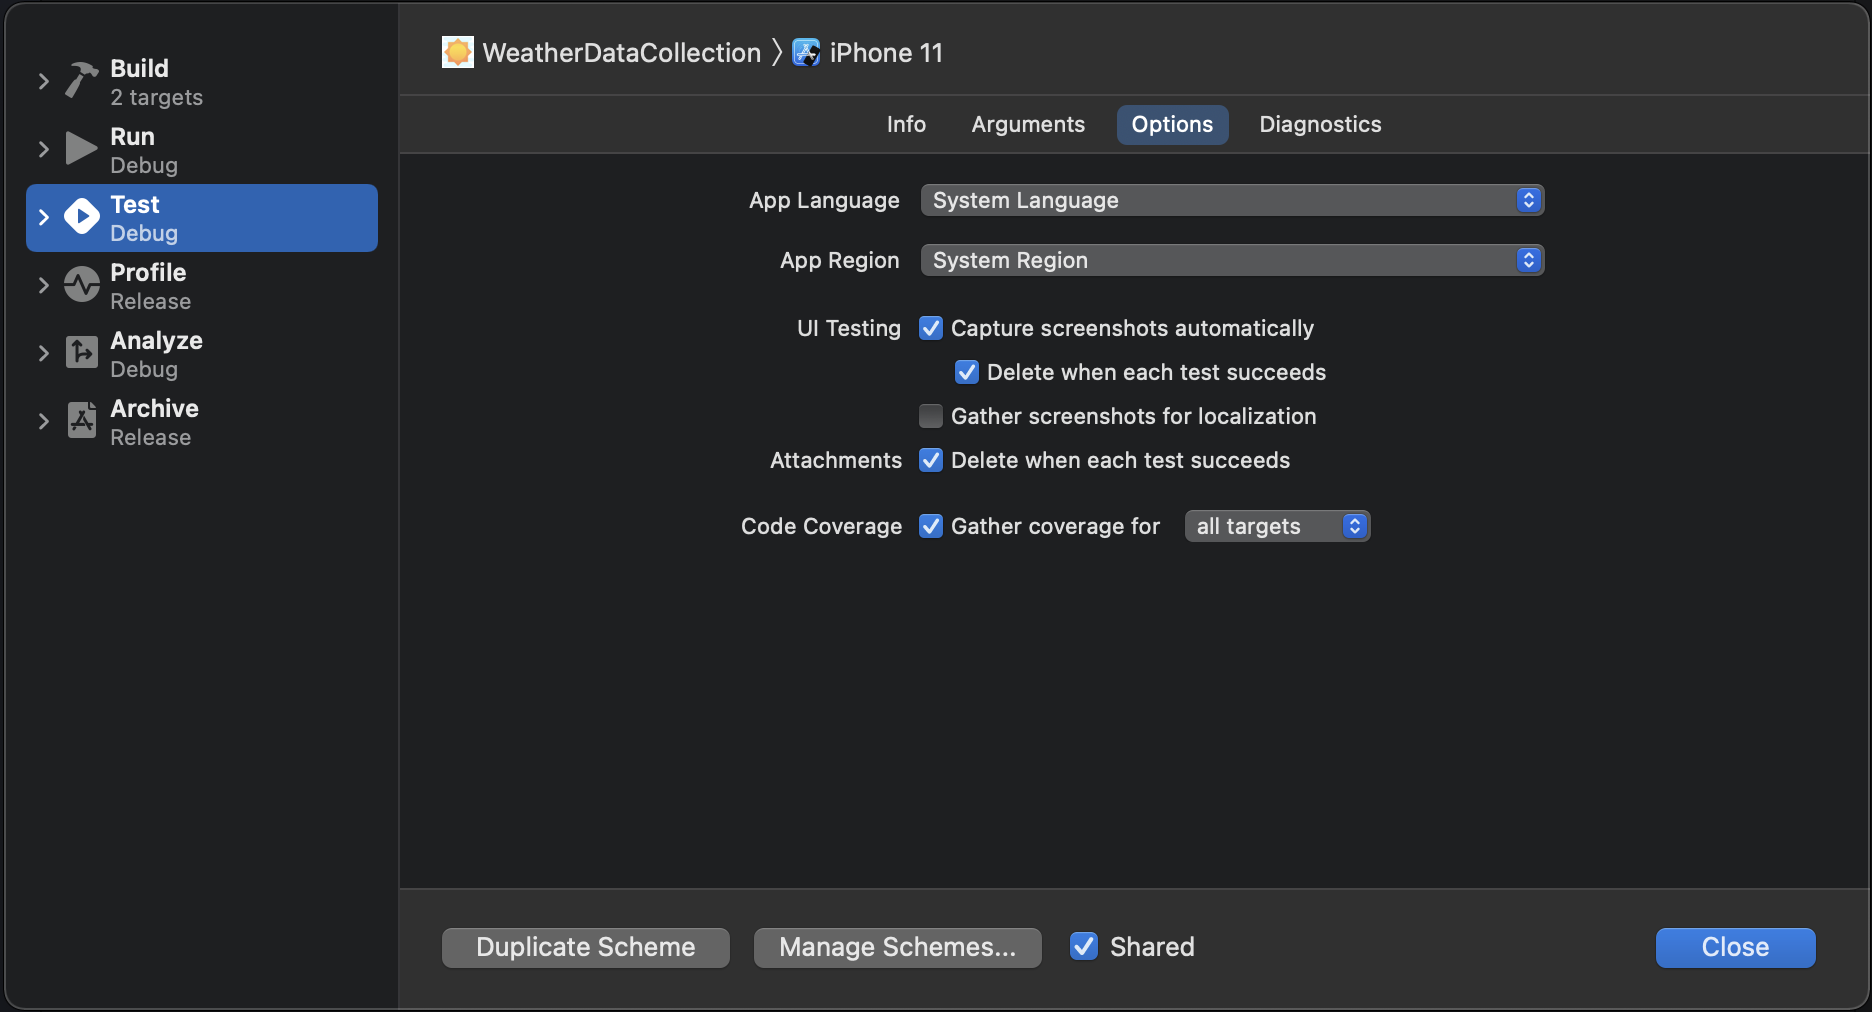 Build
2 targets
Run
Debug
Test
Debug
Profile
Release
Analyze
Debug
Archive
Release
WeatherDataCollection 〉 iPhone 11
Info Arguments Options Diagnostics
App Language System Language
App Region System Region
UI Testing Capture screenshots automatically
Delete when each test succeeds
Gather screenshots for localization
Attachments Delete when each test succeeds
Code Coverage Gather coverage for all targets
Duplicate Scheme Manage Schemes... Shared Close